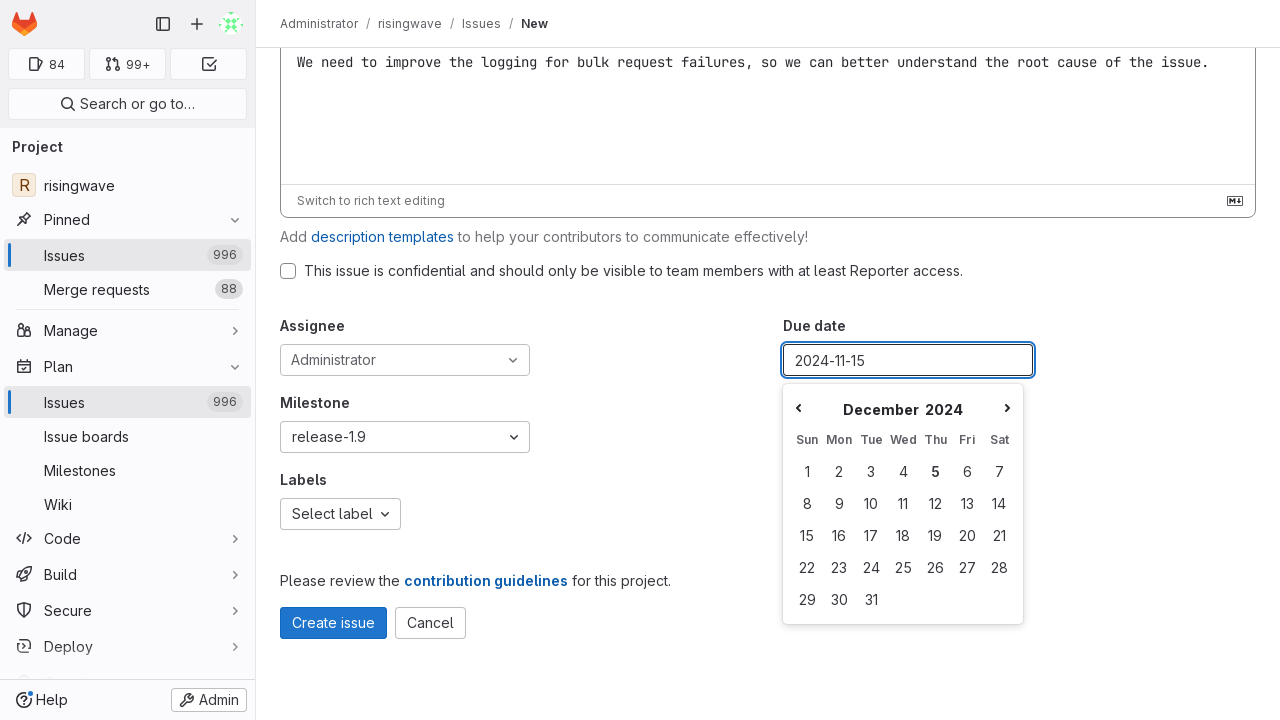 Administrator / risingwave / Issues / New
84
99+
Search or go to…
Project
R risingwave
Pinned
Issues 996
Merge requests 88
Manage
Plan
Issues 996
Issue boards
Milestones
Wiki
Code
Build
Secure
Deploy
Help
Admin
We need to improve the logging for bulk request failures, so we can better understand the root cause of the issue.
Switch to rich text editing
Add description templates to help your contributors to communicate effectively!
This issue is confidential and should only be visible to team members with at least Reporter access.
Assignee
Administrator
Milestone
release-1.9
Labels
Select label
Due date
2024-11-15
December 2024
Sun Mon Tue Wed Thu Fri Sat
1 2 3 4 5 6 7
8 9 10 11 12 13 14
15 16 17 18 19 20 21
22 23 24 25 26 27 28
29 30 31
Please review the contribution guidelines for this project.
Create issue
Cancel